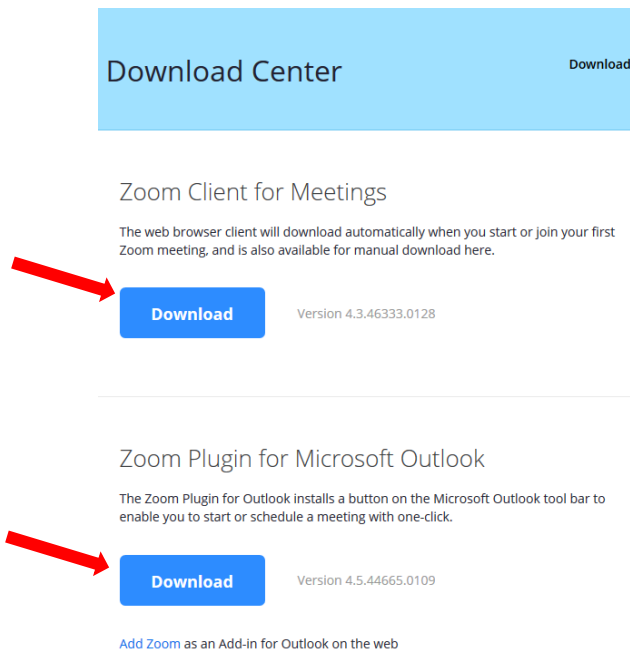 Download Center
Download
Zoom Client for Meetings
The web browser client will download automatically when you start or join your first
Zoom meeting, and is also available for manual download here.
Download
Version 4.3.46333.0128
Zoom Plugin for Microsoft Outlook
The Zoom Plugin for Outlook installs a button on the Microsoft Outlook tool bar to
enable you to start or schedule a meeting with one-click.
Download
Version 4.5.44665.0109
Add Zoom as an Add-in for Outlook on the web